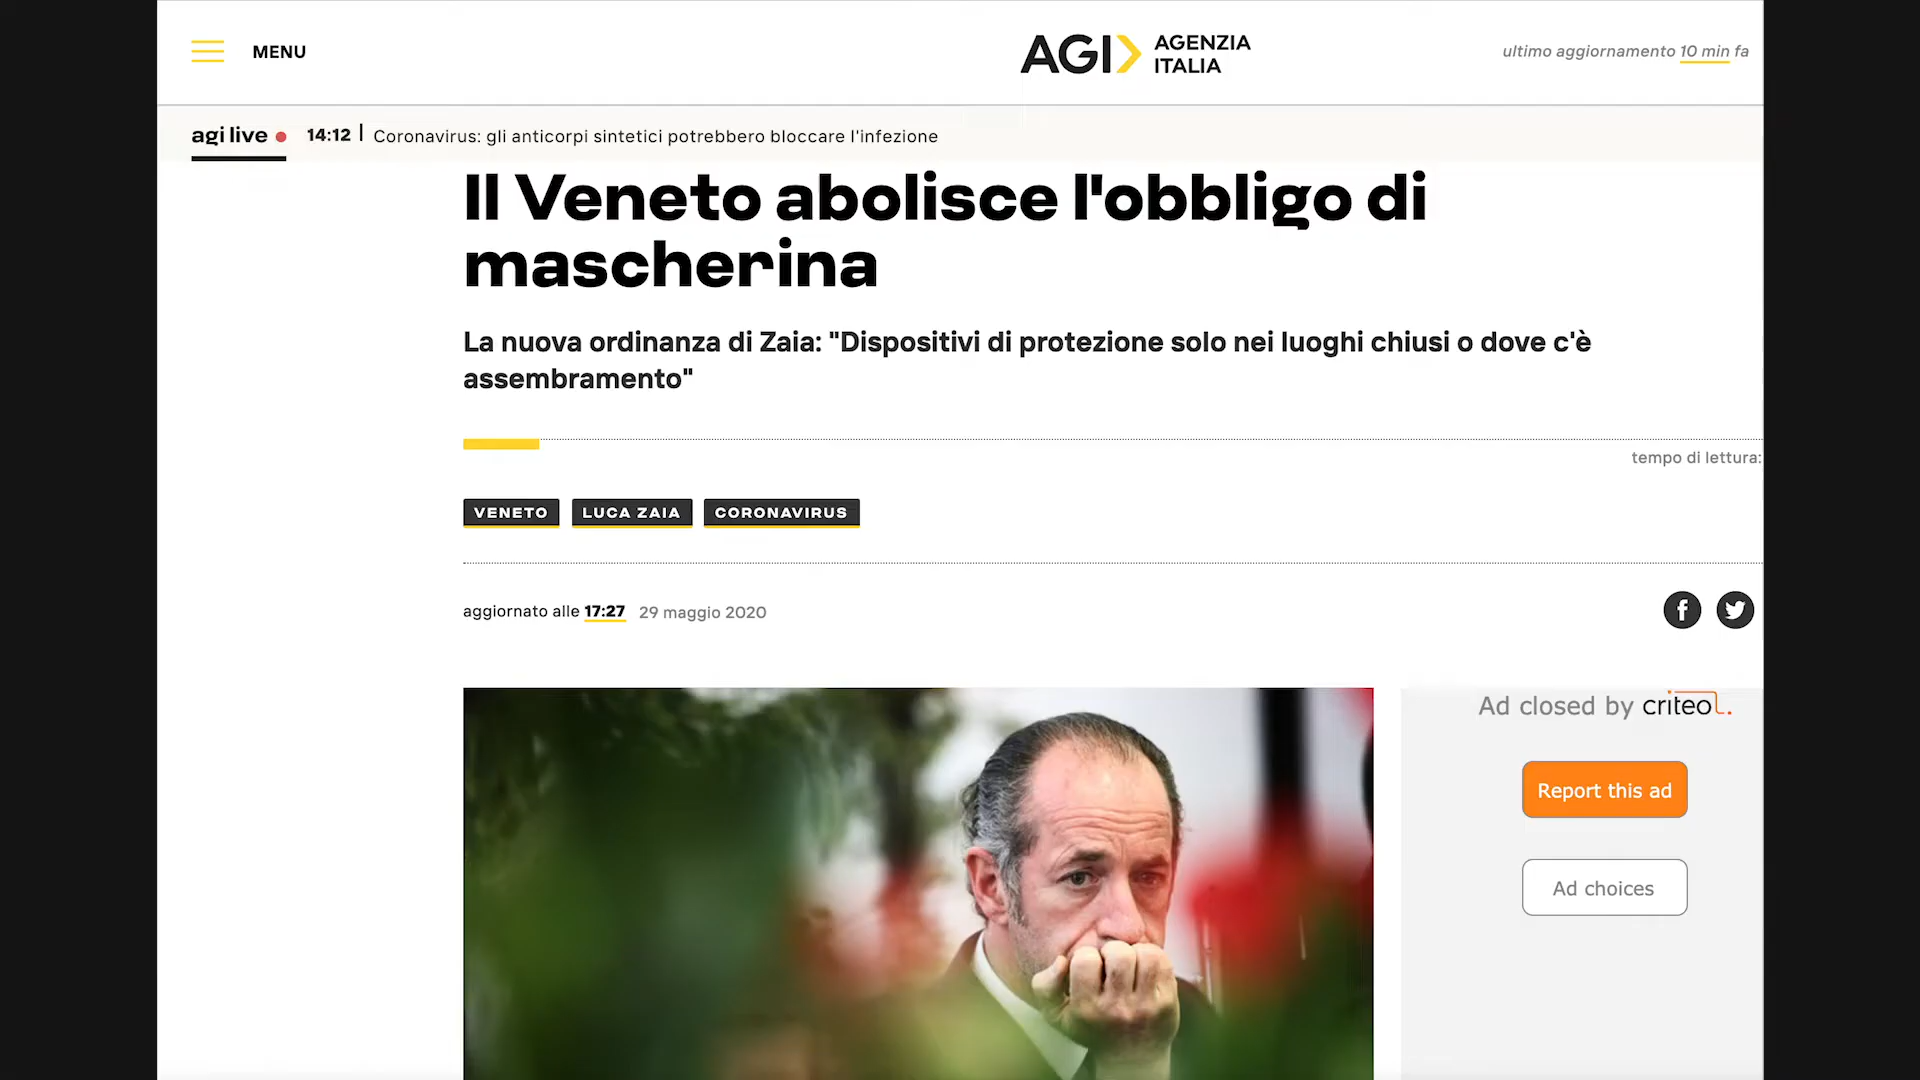 MENU
AGI AGENZIA
ITALIA
ultimo aggiornamento 10 min fa
agi live 14:12 Coronavirus: gli anticorpi sintetici potrebbero bloccare l'infezione
Il Veneto abolisce l'obbligo di
mascherina
La nuova ordinanza di Zaia: "Dispositivi di protezione solo nei luoghi chiusi o dove c'è
assembramento"
tempo di lettura:
VENETO LUCA ZAIA CORONAVIRUS
aggiornato alle 17:27 29 maggio 2020
Ad closed by criteo
Report this ad
Ad choices